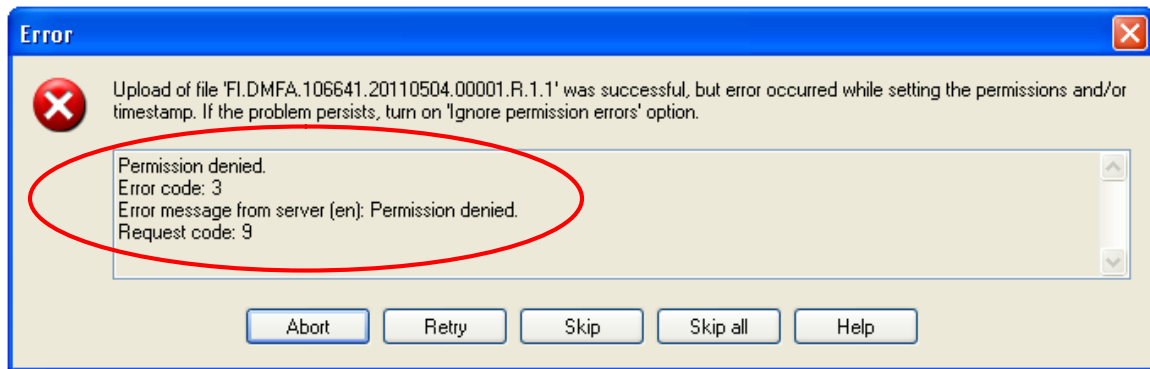 Error
Upload of file 'FI.DMFA.106641.20110504.00001.R.1.1' was successful, but error occurred while setting the permissions and/or
timestamp. If the problem persists, turn on 'Ignore permission errors' option.
Permission denied.
Error code: 3
Error message from server (en): Permission denied.
Request code: 9
Abort Retry Skip Skip all Help